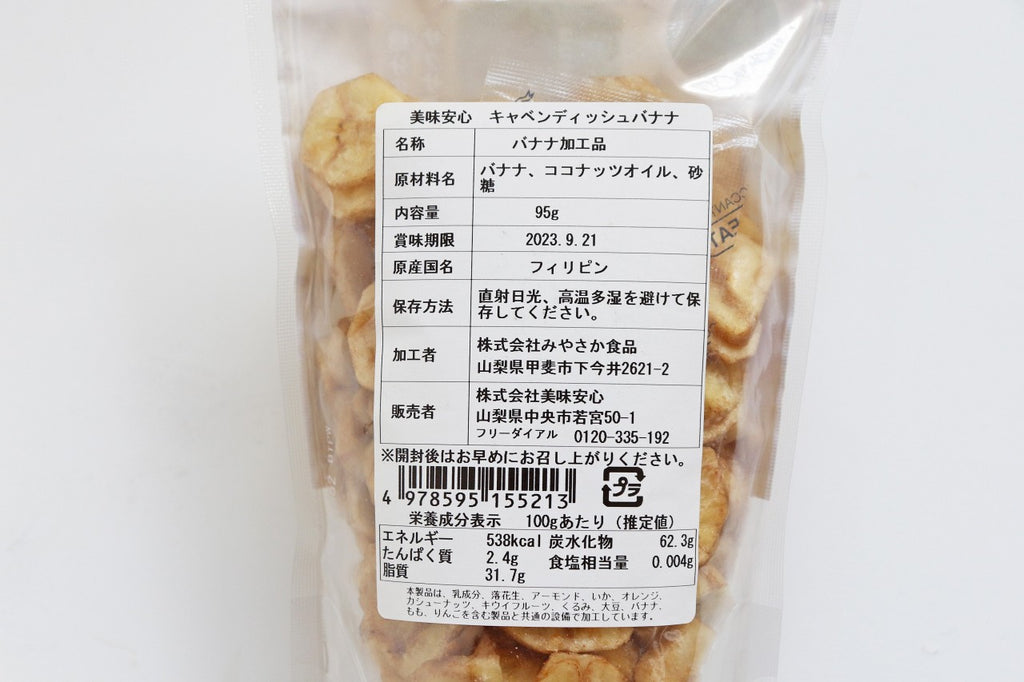 美味安心 キャベンディッシュバナナ
名称 バナナ加工品
原材料名 バナナ、ココナッツオイル、砂
糖
内容量 95g
賞味期限 2023.9.21
原産国名 フィリピン
保存方法 直射日光、高温多湿を避けて保
存してください。
加工者 株式会社みやさか食品
山梨県甲斐市下今井2621-2
販売者 株式会社美味安心
山梨県中央市若宮50-1
フリーダイアル 0120-335-192
※開封後はお早めにお召し上がりください。
4 978595 155213
プラ
栄養成分表示 100gあたり（推定値）
エネルギー 538kcal 炭水化物 62.3g
たんぱく質 2.4g 食塩相当量 0.004g
脂質 31.7g
本製品は、乳成分、落花生、アーモンド、いか、オレンジ、
カシューナッツ、キウイフルーツ、くるみ、大豆、バナナ、
もも、りんごを含む製品と共通の設備で加工しています。